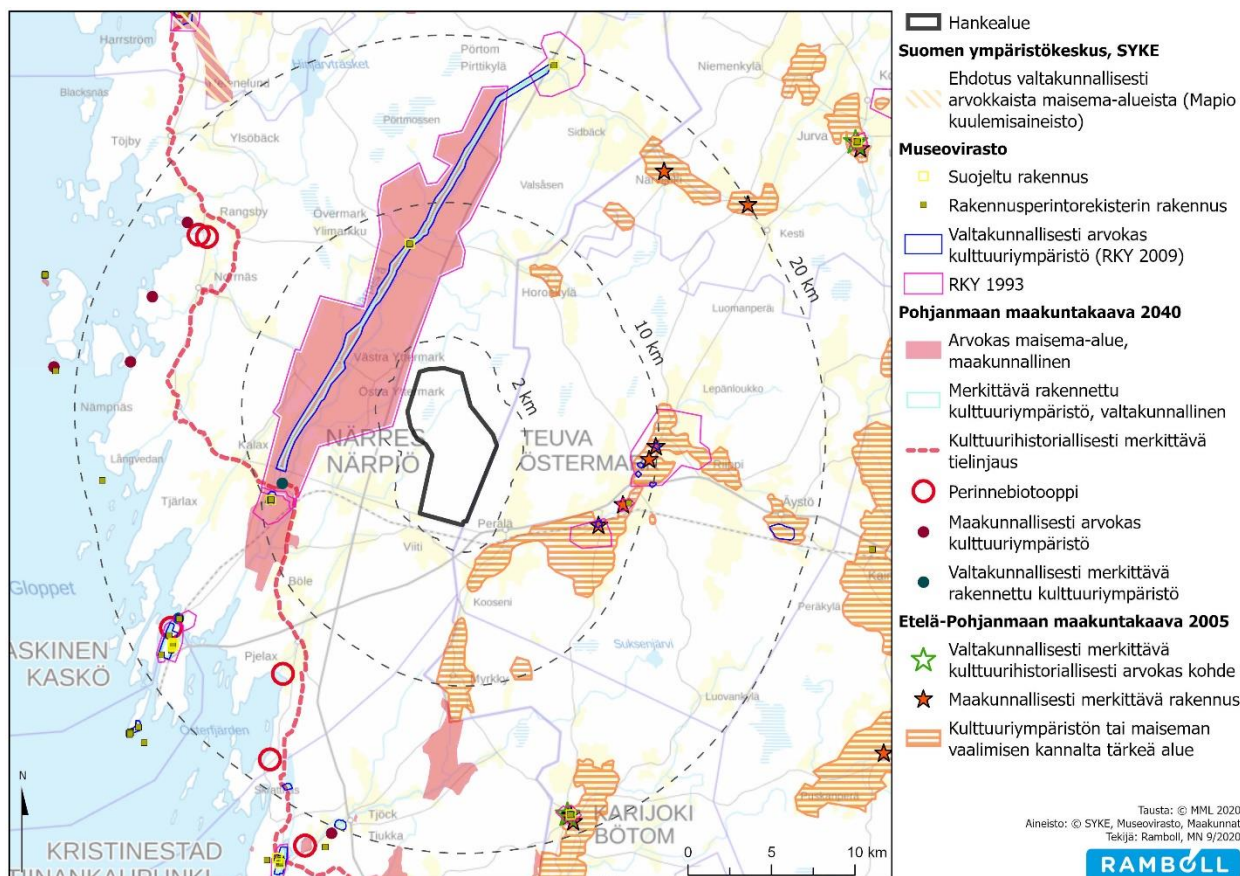 Harrström
Blacksnäs
Töjby
Ylsöbäck
Pörtom
Pirttikylä
Niemenkylä
Pörtmossen
Sidbäck
Jurva
Valsåsen
Rangsby
Övermark
Ylimarkku
Kesti
20 km
Norrnäs
Horonkylä
10 km
Luomanperä
Västra Yttermark
Östra Yttermark
Lepänloukko
2 km
Nämpnäs
Kalax
NÄRPES
NÄRPIÖ
TEUVA
Långvedan
Riippi
Tjärlax
Äystö
Perälä
Viiti
Gloppet
Böle
Kooseni
Peräkylä
Suksenjärvi
ASKINEN
KASKÖ
Pjelax
Myrkky
Luovankylä
Österfjärden
N
Tjöck
Tiukka
KARIJOKI
BÖTOM
KRISTINESTAD
0 5 10 km
Hankealue
Suomen ympäristökeskus, SYKE
Ehdotus valtakunnallisesti
arvokkaista maisema-alueista (Mapio
kuulemisaineisto)
Museovirasto
Suojeltu rakennus
Rakennusperintorekisterin rakennus
Valtakunnallisesti arvokas
kulttuuriympäristö (RKY 2009)
RKY 1993
Pohjanmaan maakuntakaava 2040
Arvokas maisema-alue,
maakunnallinen
Merkittävä rakennettu
kulttuuriympäristö, valtakunnallinen
Kulttuurihistoriallisesti merkittävä
tielinjaus
Perinnebiotooppi
Maakunnallisesti arvokas
kulttuuriympäristö
Valtakunnallisesti merkittävä
rakennettu kulttuuriympäristö
Etelä-Pohjanmaan maakuntakaava 2005
Valtakunnallisesti merkittävä
kulttuurihistoriallisesti arvokas kohde
Maakunnallisesti merkittävä rakennus
Kulttuuriympäristön tai maiseman
vaalimisen kannalta tärkeä alue
Tausta: © MML 2020
Aineisto: © SYKE, Museovirasto, Maakunnat
Tekijä: Ramboll, MN 9/2020
RAMBOLL